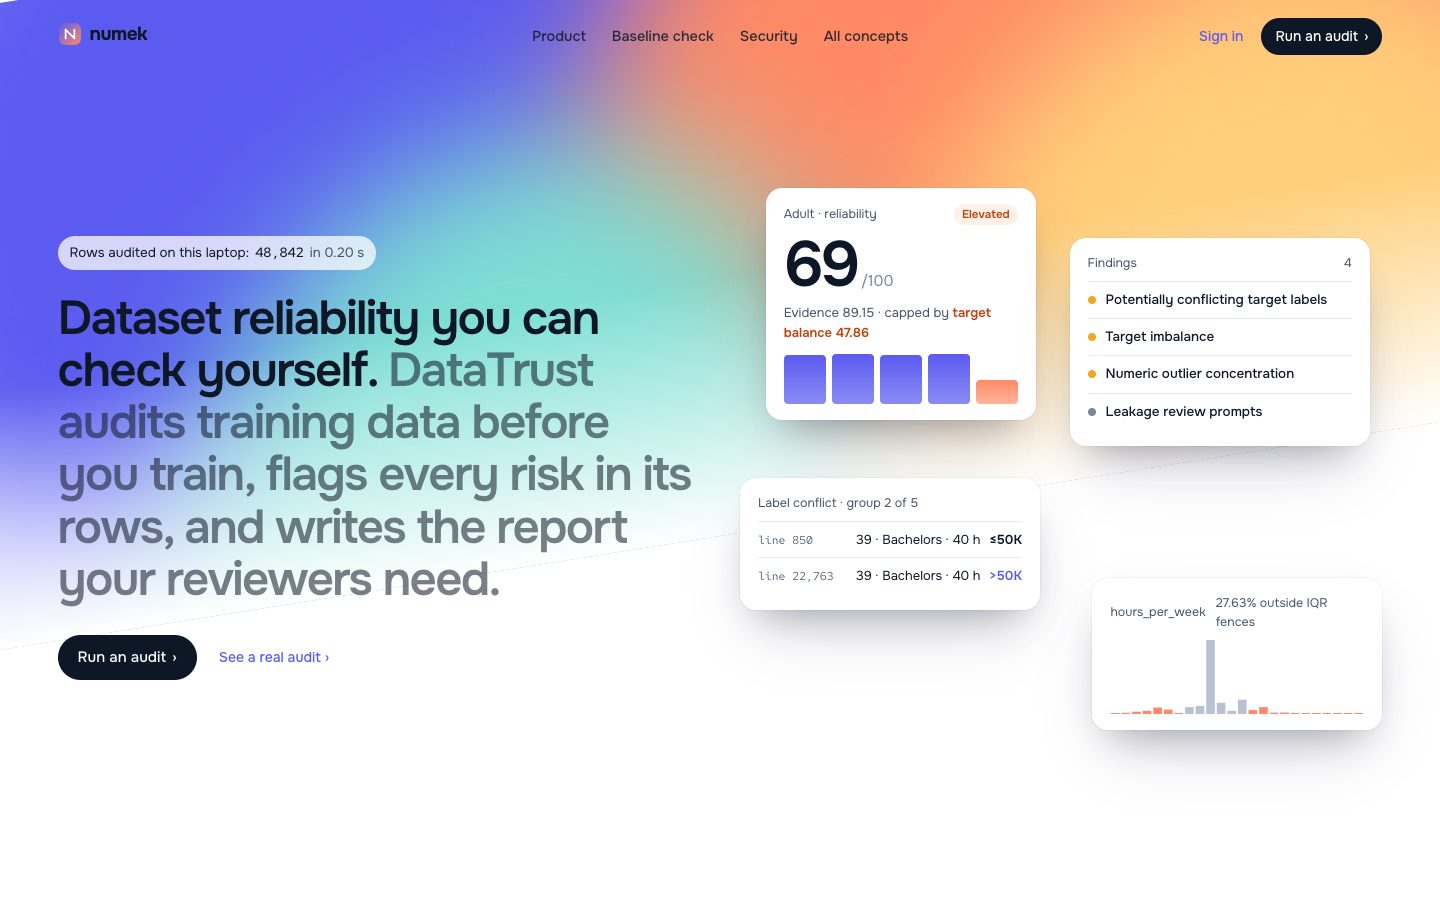 N numek
Product
Baseline check
Security
All concepts
Sign in
Run an audit ›
Rows audited on this laptop: 48,842 in 0.20 s
Dataset reliability you can
check yourself. DataTrust
audits training data before
you train, flags every risk in its
rows, and writes the report
your reviewers need.
Run an audit ›
See a real audit ›
Adult · reliability
Elevated
69/100
Evidence 89.15 · capped by target
balance 47.86
Findings
4
Potentially conflicting target labels
Target imbalance
Numeric outlier concentration
Leakage review prompts
Label conflict · group 2 of 5
line 850 39 · Bachelors · 40 h ≤50K
line 22,763 39 · Bachelors · 40 h >50K
hours_per_week
27.63% outside IQR
fences